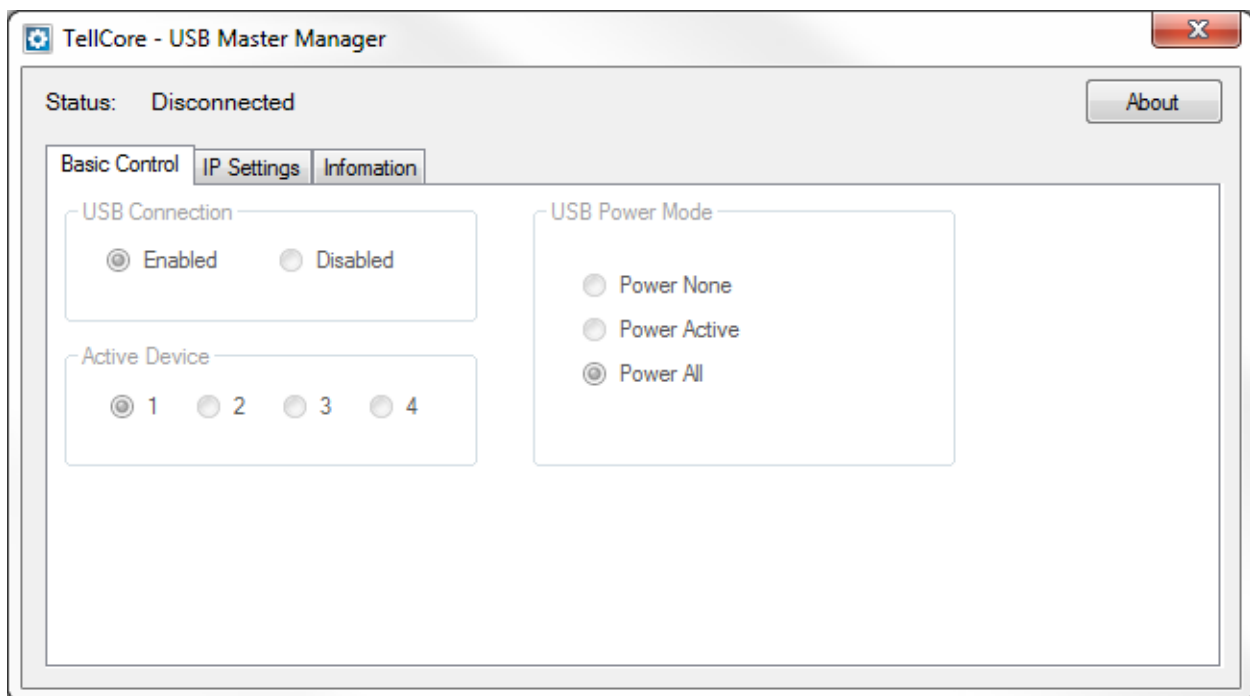 TellCore - USB Master Manager
Status: Disconnected
About
Basic Control IP Settings Infomation
USB Connection
Enabled Disabled
Active Device
1 2 3 4
USB Power Mode
Power None
Power Active
Power All